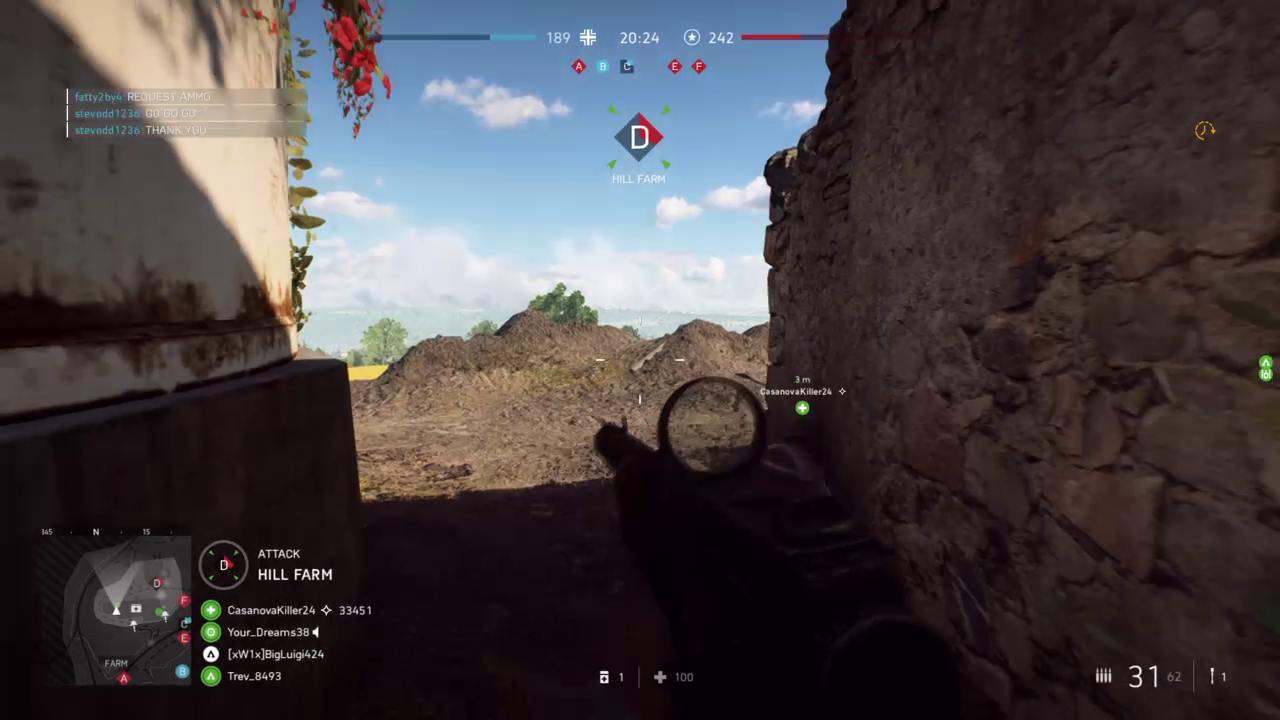 189 20:24 242
A B C E F
fatty2by4: REQUEST AMMO
stevodd1236: GO GO GO
stevodd1236: THANK YOU
D
HILL FARM
3 m
CasanovaKiller24
345 N 15
D
F
C
E
FARM
A B
D
ATTACK
HILL FARM
CasanovaKiller24 33451
Your_Dreams38
[xW1x]BigLuigi424
Trev_8493
1 100
31 62 1